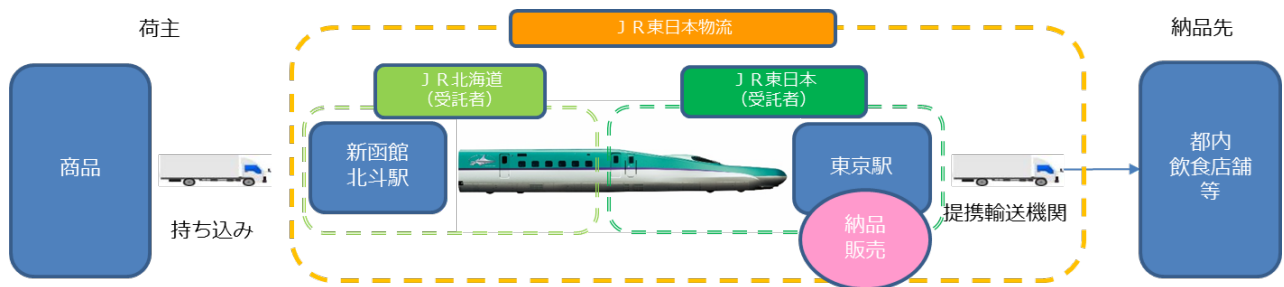 荷主
ＪＲ東日本物流
納品先
ＪＲ北海道
（受託者）
ＪＲ東日本
（受託者）
商品
新函館
北斗駅
東京駅
都内
飲食店舗
等
持ち込み
提携輸送機関
納品
販売